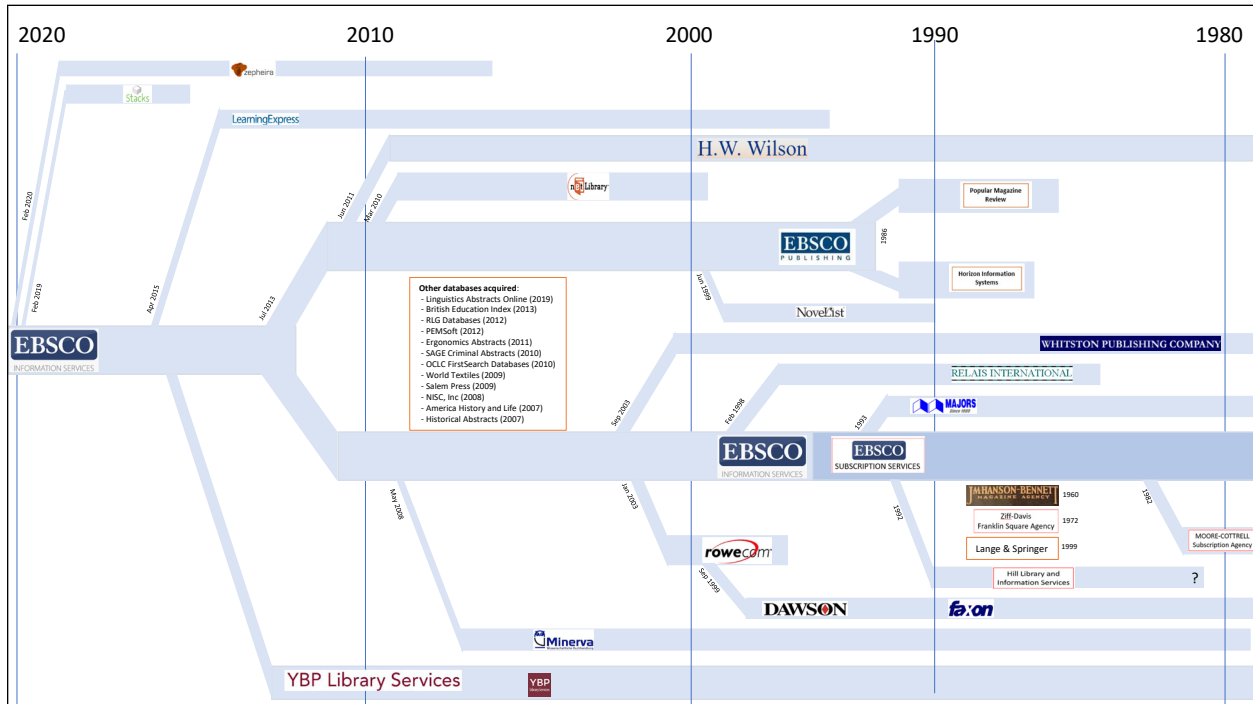 2020
2010
2000
1990
1980
zepheira
Stacks
LearningExpress
H.W. Wilson
Feb 2020
Feb 2019
Apr 2015
Jul 2013
Jun 2011
Mar 2010
netLibrary
Popular Magazine
Review
EBSCO
PUBLISHING
1986
Horizon Information
Systems
Jun 1999
NoveList
Other databases acquired:
- Linguistics Abstracts Online (2019)
- British Education Index (2013)
- RLG Databases (2012)
- PEMSoft (2012)
- Ergonomics Abstracts (2011)
- SAGE Criminal Abstracts (2010)
- OCLC FirstSearch Databases (2010)
- World Textiles (2009)
- Salem Press (2009)
- NISC, Inc (2008)
- America History and Life (2007)
- Historical Abstracts (2007)
EBSCO
INFORMATION SERVICES
WHITSTON PUBLISHING COMPANY
Sep 2003
Feb 1998
RELAIS INTERNATIONAL
1993
MAJORS
EBSCO
INFORMATION SERVICES
EBSCO
SUBSCRIPTION SERVICES
May 2008
Jan 2003
1992
1982
JMHANSON-BENNETT
MAGAZINE AGENCY
1960
Ziff-Davis
Franklin Square Agency
1972
Lange & Springer
1999
MOORE-COTTRELL
Subscription Agency
rowecom
Hill Library and
Information Services
?
Sep 1999
DAWSON
faxon
Minerva
YBP Library Services
YBP